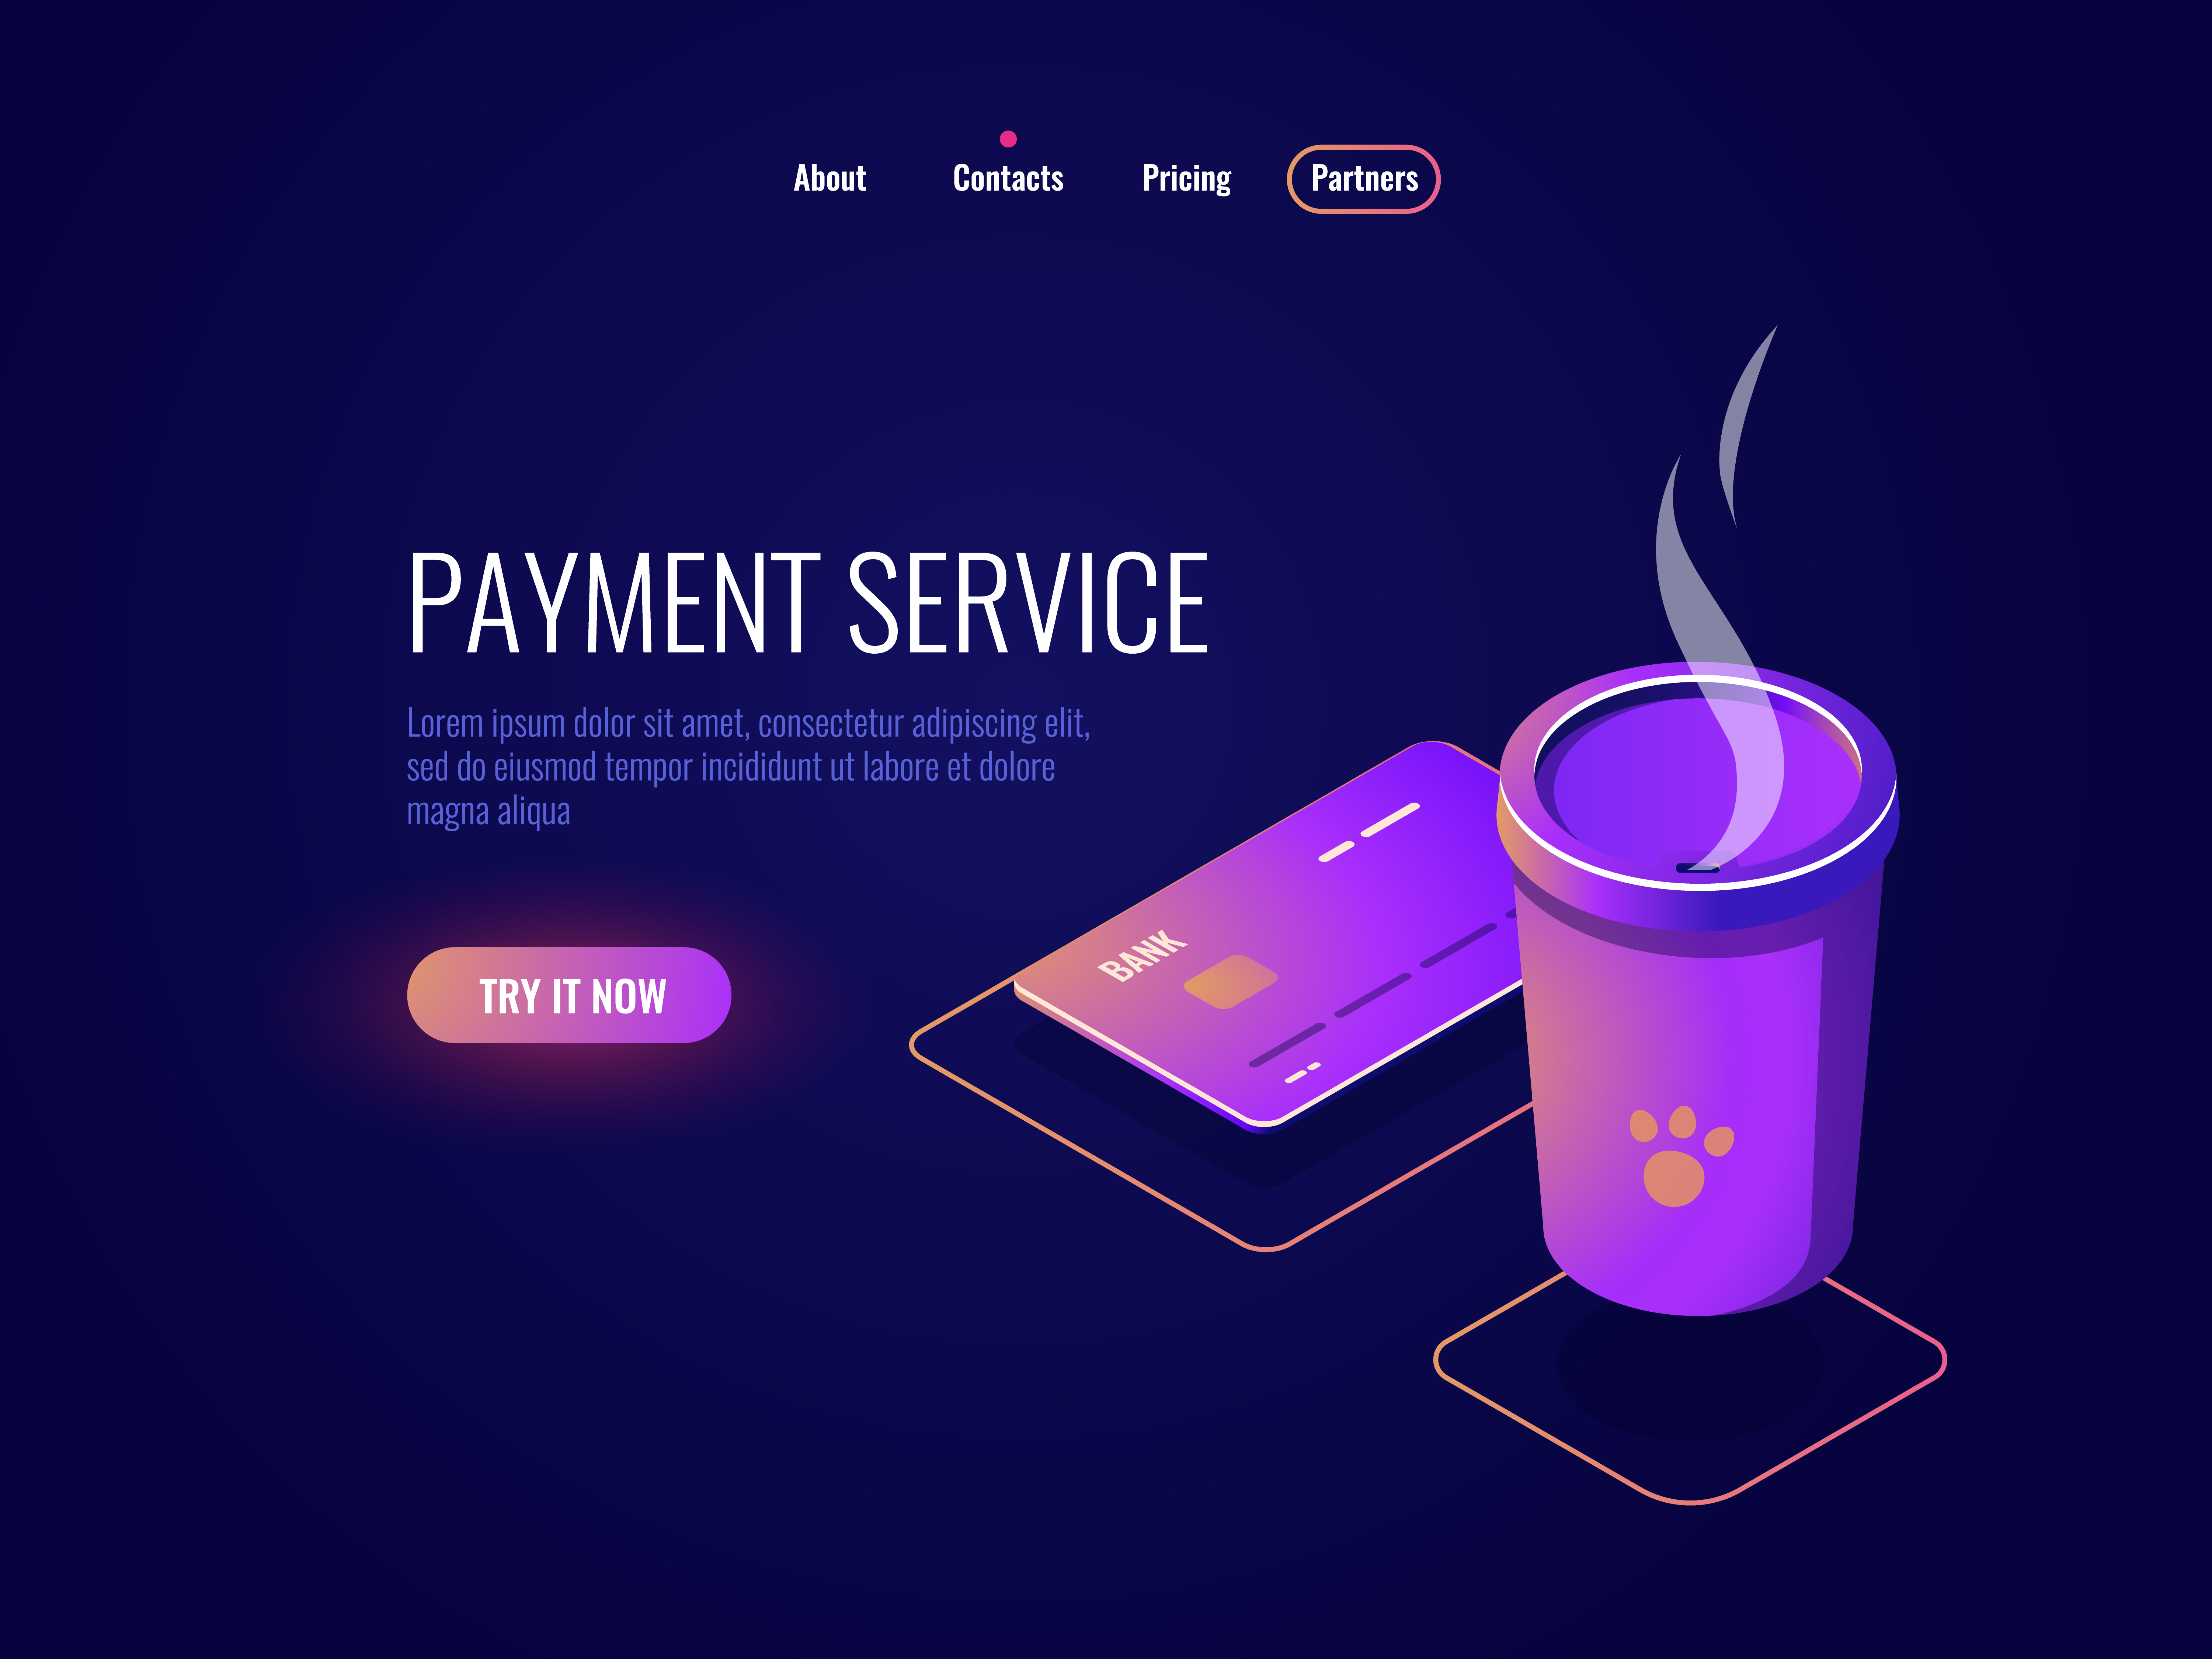 About Contacts Pricing Partners
PAYMENT SERVICE
Lorem ipsum dolor sit amet, consectetur adipiscing elit,
sed do eiusmod tempor incididunt ut labore et dolore
magna aliqua
TRY IT NOW
BANK